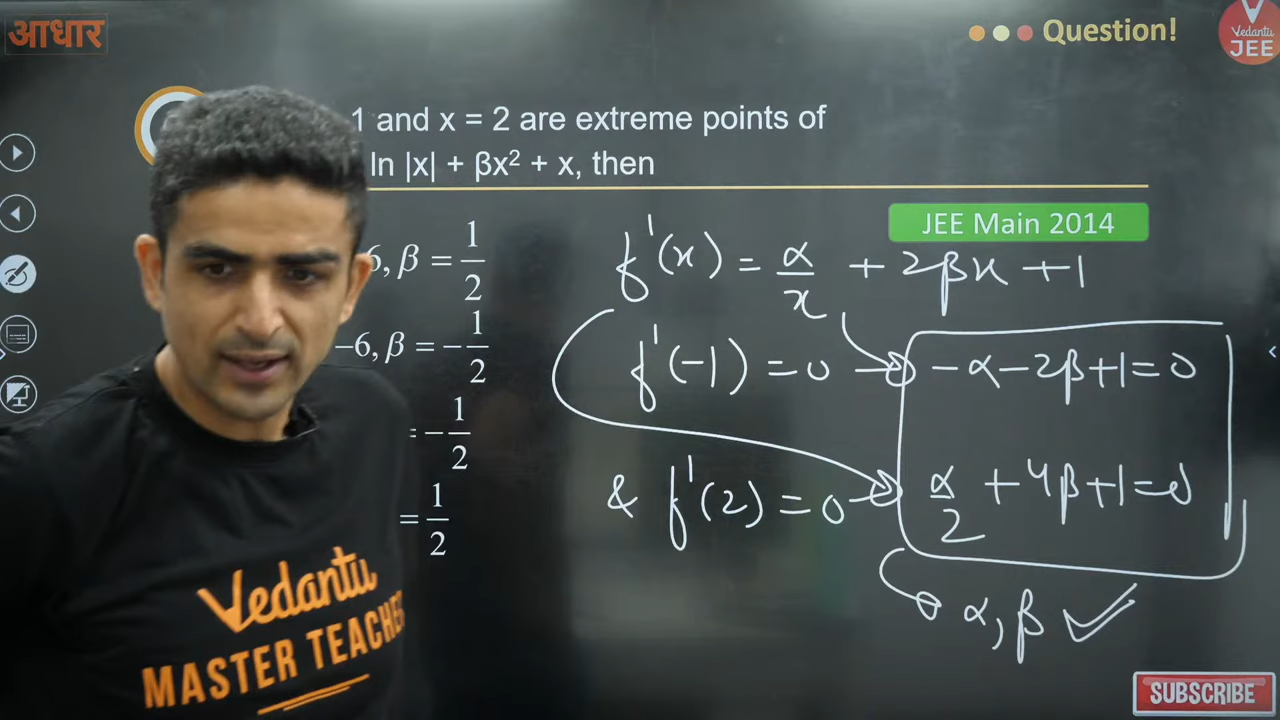 आधार
Question!
Vedantu
JEE
1 and x = 2 are extreme points of
ln |x| + βx² + x, then
JEE Main 2014
6, β = 1/2
-6, β = -1/2
= -1/2
= 1/2
f'(x) = α/x + 2βx + 1
f'(-1) = 0 → -α - 2β + 1 = 0
& f'(2) = 0 → α/2 + 4β + 1 = 0
α, β ✓
Vedantu
MASTER TEACHE
SUBSCRIBE